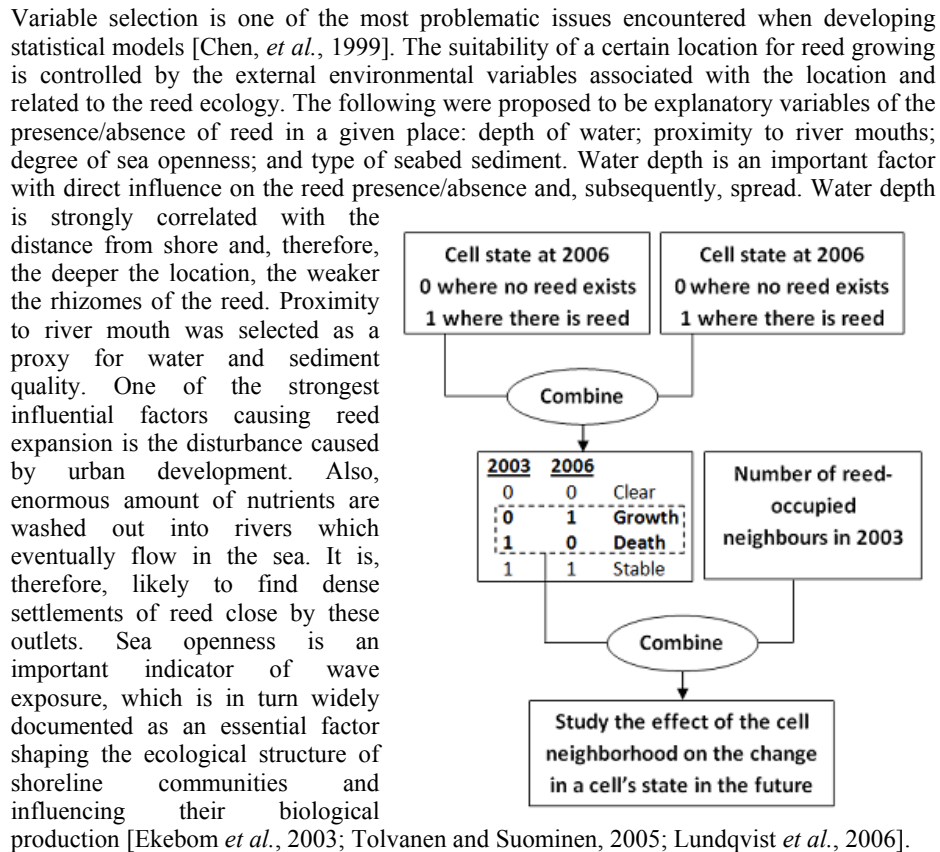 Variable selection is one of the most problematic issues encountered when developing
statistical models [Chen, et al., 1999]. The suitability of a certain location for reed growing
is controlled by the external environmental variables associated with the location and
related to the reed ecology. The following were proposed to be explanatory variables of the
presence/absence of reed in a given place: depth of water; proximity to river mouths;
degree of sea openness; and type of seabed sediment. Water depth is an important factor
with direct influence on the reed presence/absence and, subsequently, spread. Water depth
is strongly correlated with the
distance from shore and, therefore,
the deeper the location, the weaker
the rhizomes of the reed. Proximity
to river mouth was selected as a
proxy for water and sediment
quality. One of the strongest
influential factors causing reed
expansion is the disturbance caused
by urban development. Also,
enormous amount of nutrients are
washed out into rivers which
eventually flow in the sea. It is,
therefore, likely to find dense
settlements of reed close by these
outlets. Sea openness is an
important indicator of wave
exposure, which is in turn widely
documented as an essential factor
shaping the ecological structure of
shoreline communities and
influencing their biological
production [Ekebom et al., 2003; Tolvanen and Suominen, 2005; Lundqvist et al., 2006].
Cell state at 2006
0 where no reed exists
1 where there is reed
Cell state at 2006
0 where no reed exists
1 where there is reed
Combine
2003 2006
0 0 Clear
0 1 Growth
1 0 Death
1 1 Stable
Number of reed-
occupied
neighbours in 2003
Combine
Study the effect of the cell
neighborhood on the change
in a cell's state in the future